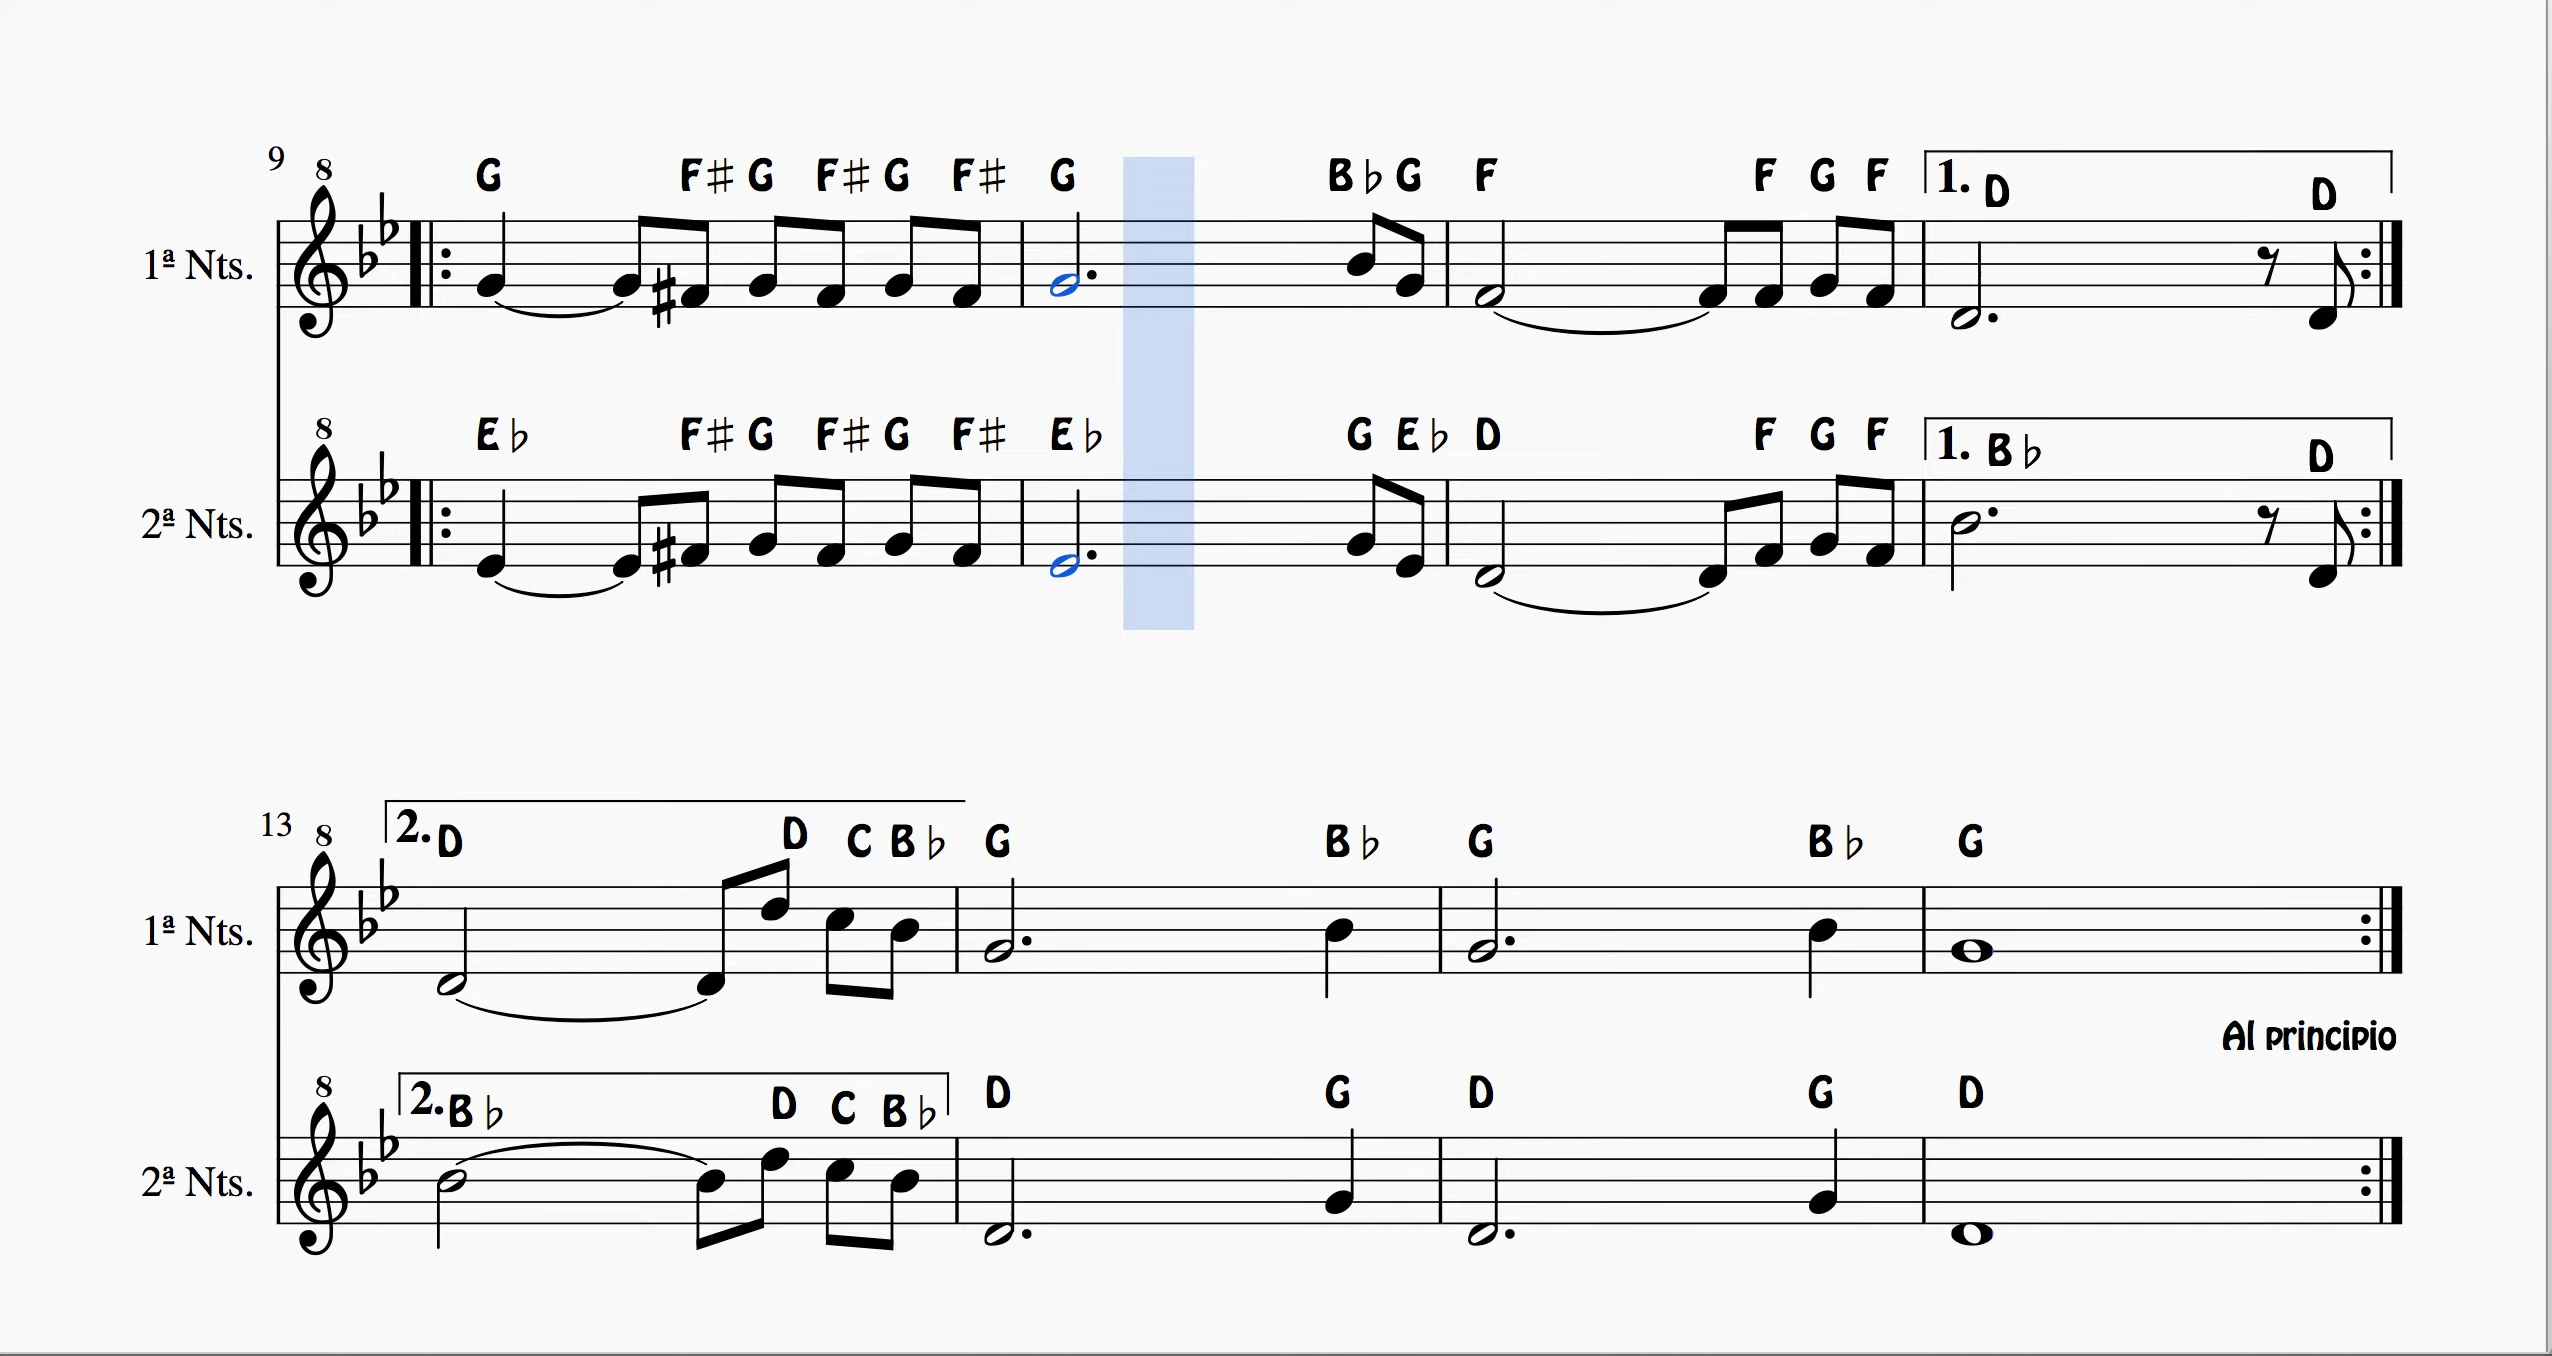 9 8 G F♯ G F♯ G F♯ G B♭ G F F G F 1. D D
1ª Nts.
8 E♭ F♯ G F♯ G F♯ E♭ G E♭ D F G F 1. B♭ D
2ª Nts.
13 8 2. D D C B♭ G B♭ G B♭ G
1ª Nts.
Al principio
8 2. B♭ D C B♭ D G D G D
2ª Nts.